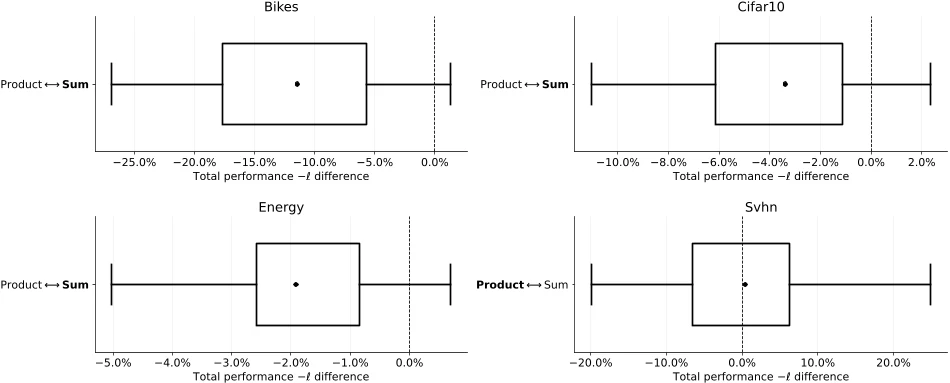 Bikes
Product⟷Sum
−25.0% −20.0% −15.0% −10.0% −5.0% 0.0%
Total performance −ℓ difference
Cifar10
Product⟷Sum
−10.0% −8.0% −6.0% −4.0% −2.0% 0.0% 2.0%
Total performance −ℓ difference
Energy
Product⟷Sum
−5.0% −4.0% −3.0% −2.0% −1.0% 0.0%
Total performance −ℓ difference
Svhn
Product⟷Sum
−20.0% −10.0% 0.0% 10.0% 20.0%
Total performance −ℓ difference